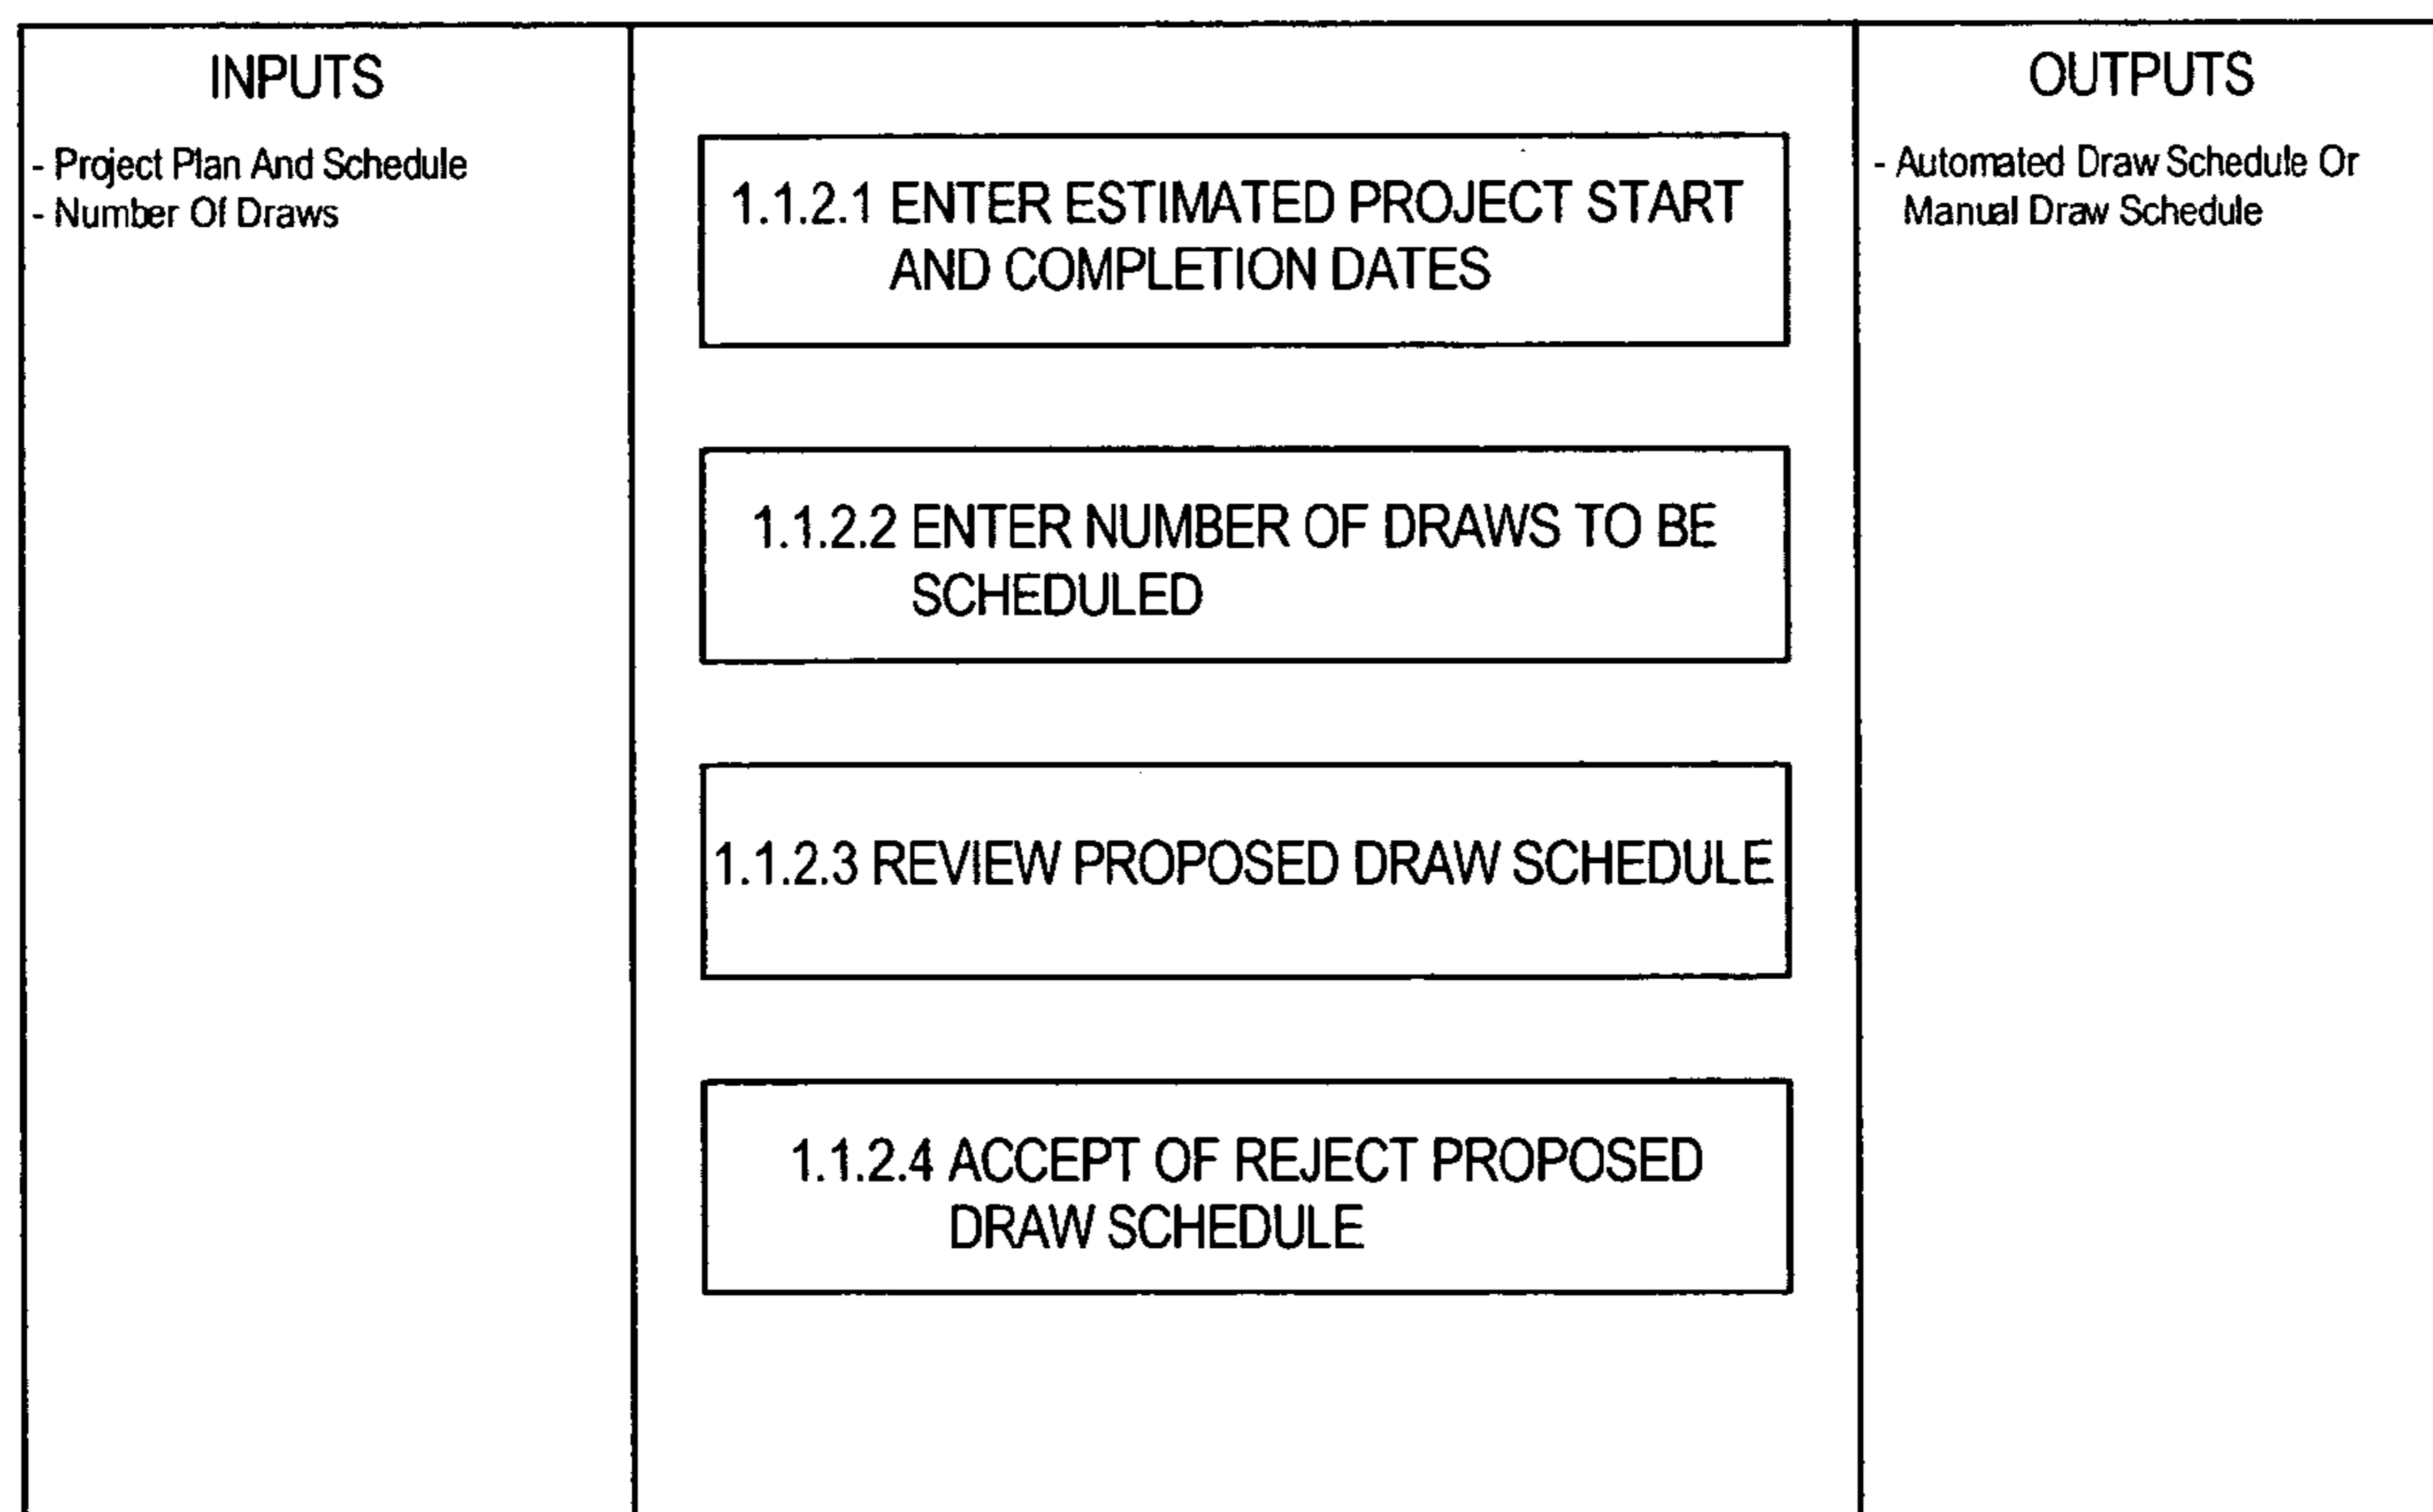 INPUTS
- Project Plan And Schedule
- Number Of Draws
1.1.2.1 ENTER ESTIMATED PROJECT START
AND COMPLETION DATES
1.1.2.2 ENTER NUMBER OF DRAWS TO BE
SCHEDULED
1.1.2.3 REVIEW PROPOSED DRAW SCHEDULE
1.1.2.4 ACCEPT OF REJECT PROPOSED
DRAW SCHEDULE
OUTPUTS
- Automated Draw Schedule Or
Manual Draw Schedule